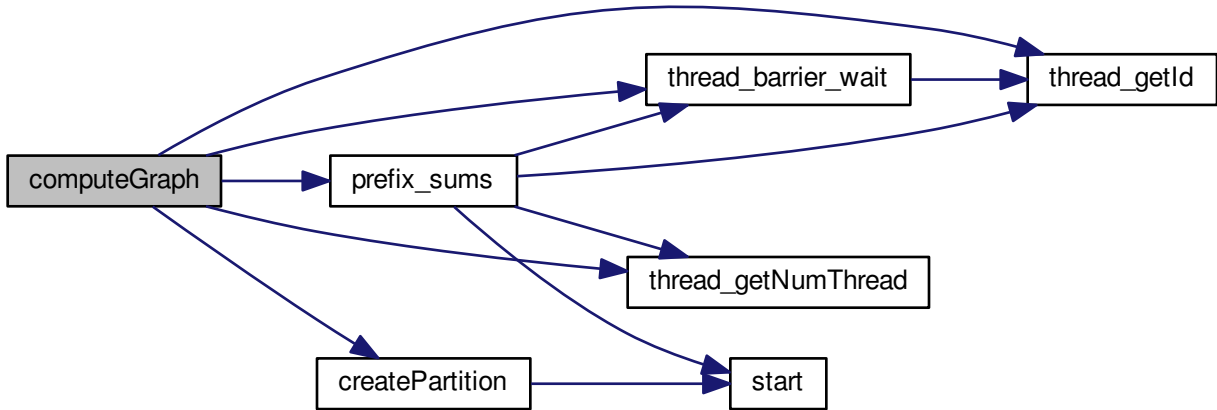 thread_barrier_wait
thread_getId
computeGraph
prefix_sums
thread_getNumThread
createPartition
start